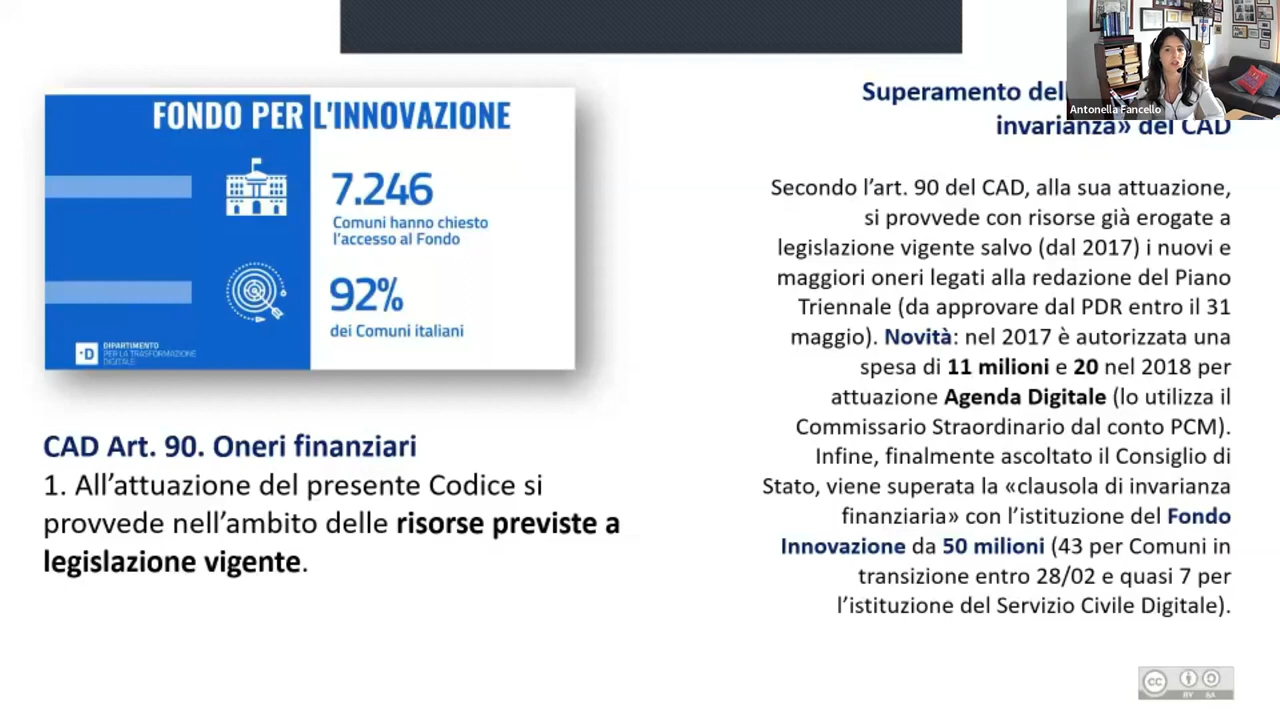 FONDO PER L'INNOVAZIONE
7.246
Comuni hanno chiesto
l'accesso al Fondo
92%
dei Comuni italiani
DIPARTIMENTO
PER LA TRASFORMAZIONE
DIGITALE
CAD Art. 90. Oneri finanziari
1. All’attuazione del presente Codice si
provvede nell’ambito delle risorse previste a
legislazione vigente.
Antonella Fancello
Superamento del
invarianza» del CAD
Secondo l’art. 90 del CAD, alla sua attuazione,
si provvede con risorse già erogate a
legislazione vigente salvo (dal 2017) i nuovi e
maggiori oneri legati alla redazione del Piano
Triennale (da approvare dal PDR entro il 31
maggio). Novità: nel 2017 è autorizzata una
spesa di 11 milioni e 20 nel 2018 per
attuazione Agenda Digitale (lo utilizza il
Commissario Straordinario dal conto PCM).
Infine, finalmente ascoltato il Consiglio di
Stato, viene superata la «clausola di invarianza
finanziaria» con l’istituzione del Fondo
Innovazione da 50 milioni (43 per Comuni in
transizione entro 28/02 e quasi 7 per
l’istituzione del Servizio Civile Digitale).
cc
BY SA